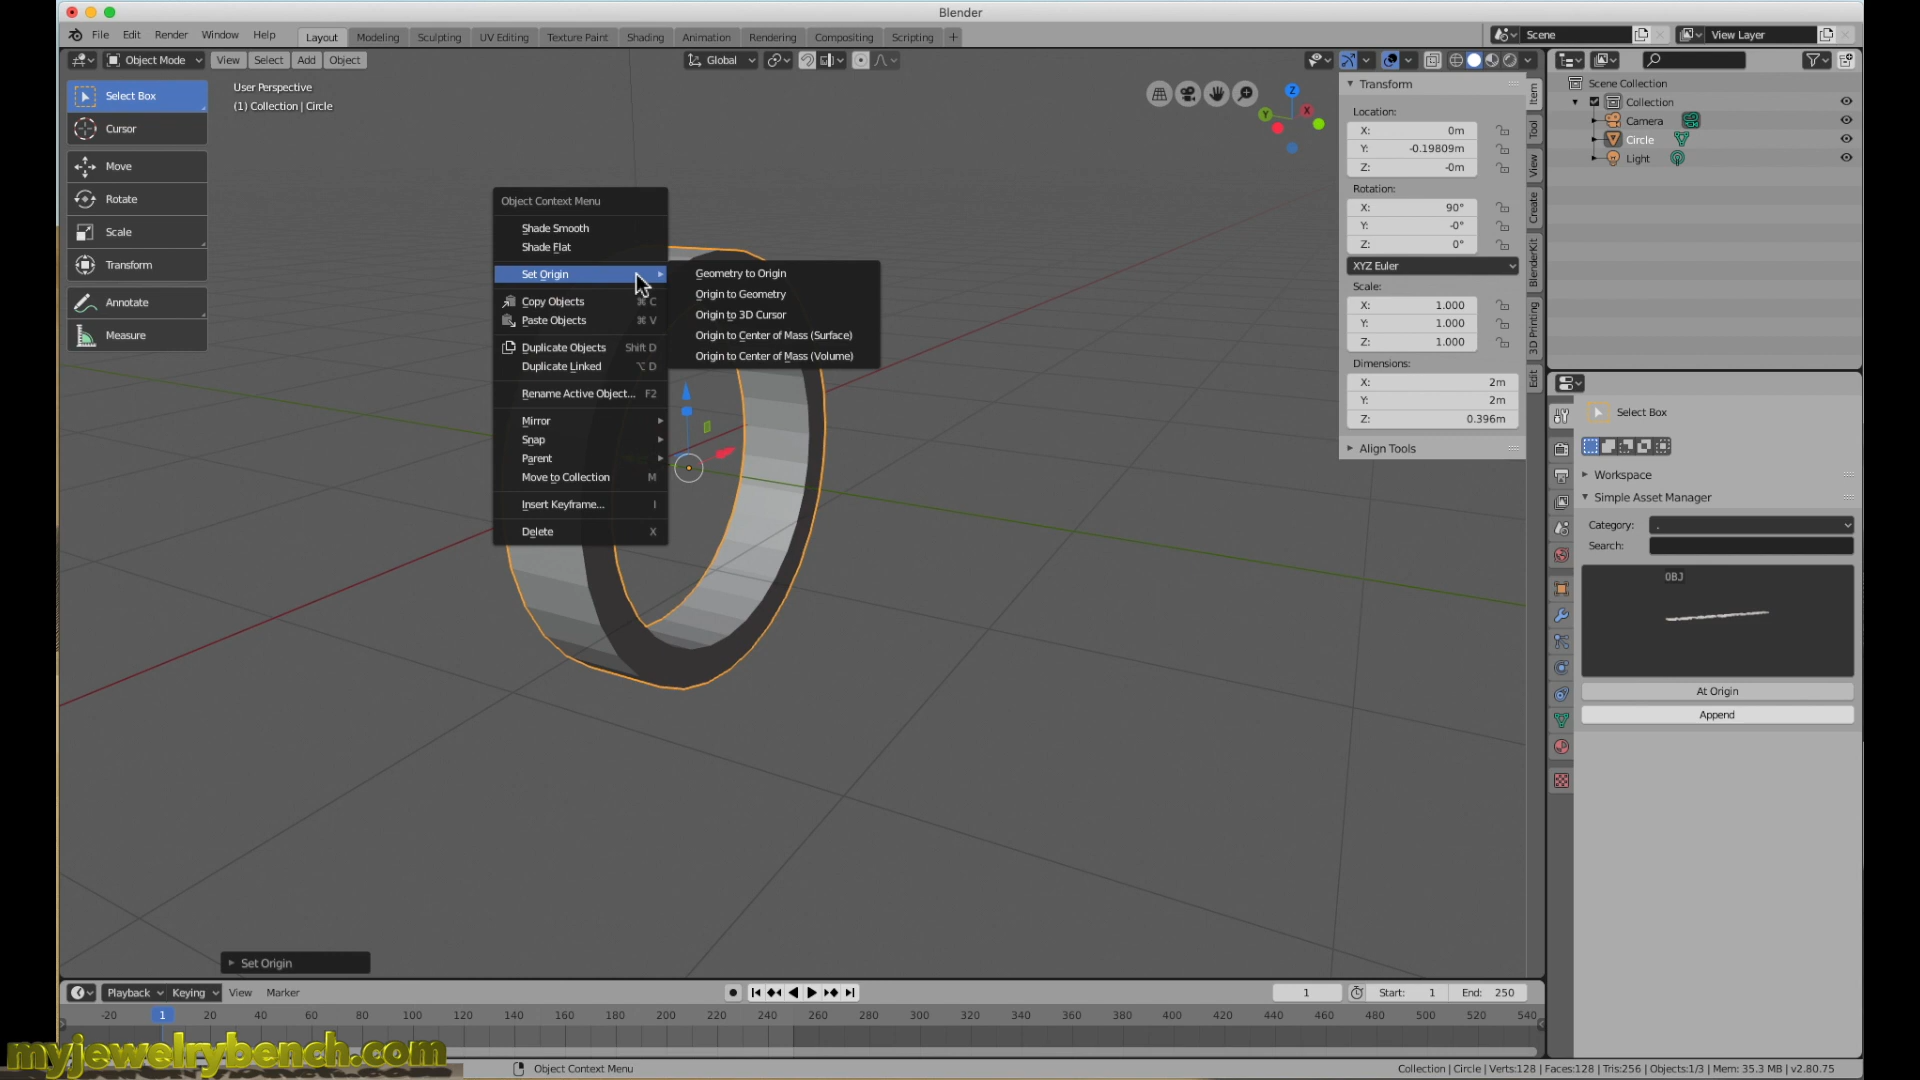 Blender
File Edit Render Window Help Layout Modeling Sculpting UV Editing Texture Paint Shading Animation Rendering Compositing Scripting + Scene View Layer
Object Mode View Select Add Object Global
Select Box
Cursor
Move
Rotate
Scale
Transform
Annotate
Measure
User Perspective
(1) Collection | Circle
Object Context Menu
Shade Smooth
Shade Flat
Set Origin
Copy Objects ⌘ C
Paste Objects ⌘ V
Duplicate Objects Shift D
Duplicate Linked ⌥ D
Rename Active Object... F2
Mirror
Snap
Parent
Move to Collection M
Insert Keyframe... I
Delete X
Geometry to Origin
Origin to Geometry
Origin to 3D Cursor
Origin to Center of Mass (Surface)
Origin to Center of Mass (Volume)
Z
X
Y
Transform
Location:
X: 0m
Y: -0.19809m
Z: -0m
Rotation:
X: 90°
Y: -0°
Z: 0°
XYZ Euler
Scale:
X: 1.000
Y: 1.000
Z: 1.000
Dimensions:
X: 2m
Y: 2m
Z: 0.396m
Align Tools
Item
Tool
View
Create
BlenderKit
3D Printing
Edit
Scene Collection
Collection
Camera
Circle
Light
Select Box
Workspace
Simple Asset Manager
Category: .
Search:
OBJ
At Origin
Append
Set Origin
Playback Keying View Marker 1 Start: 1 End: 250
-20 1 20 40 60 80 100 120 140 160 180 200 220 240 260 280 300 320 340 360 380 400 420 440 460 480 500 520 540
myjewelrybench.com
Object Context Menu
Collection | Circle | Verts:128 | Faces:128 | Tris:256 | Objects:1/3 | Mem: 35.3 MB | v2.80.75